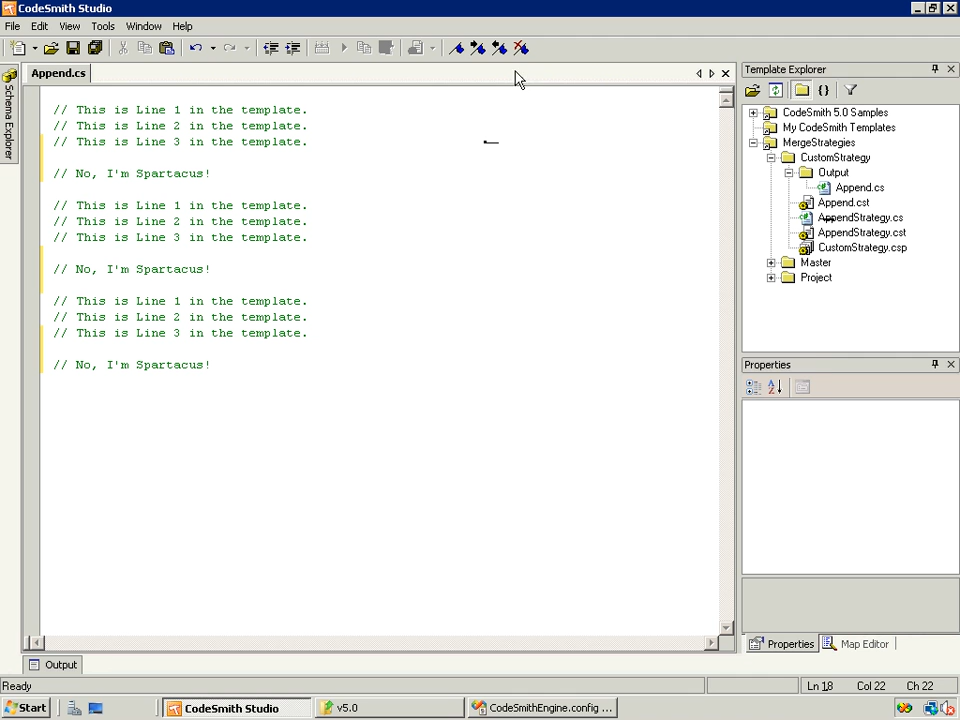 CodeSmith Studio
File Edit View Tools Window Help
Append.cs
Template Explorer
Schema Explorer
// This is Line 1 in the template.
// This is Line 2 in the template.
// This is Line 3 in the template.
// No, I'm Spartacus!
// This is Line 1 in the template.
// This is Line 2 in the template.
// This is Line 3 in the template.
// No, I'm Spartacus!
// This is Line 1 in the template.
// This is Line 2 in the template.
// This is Line 3 in the template.
// No, I'm Spartacus!
CodeSmith 5.0 Samples
My CodeSmith Templates
MergeStrategies
CustomStrategy
Output
Append.cs
Append.cst
AppendStrategy.cs
AppendStrategy.cst
CustomStrategy.csp
Master
Project
Properties
Properties Map Editor
Output
Ready Ln 18 Col 22 Ch 22
Start CodeSmith Studio v5.0 CodeSmithEngine.config ...